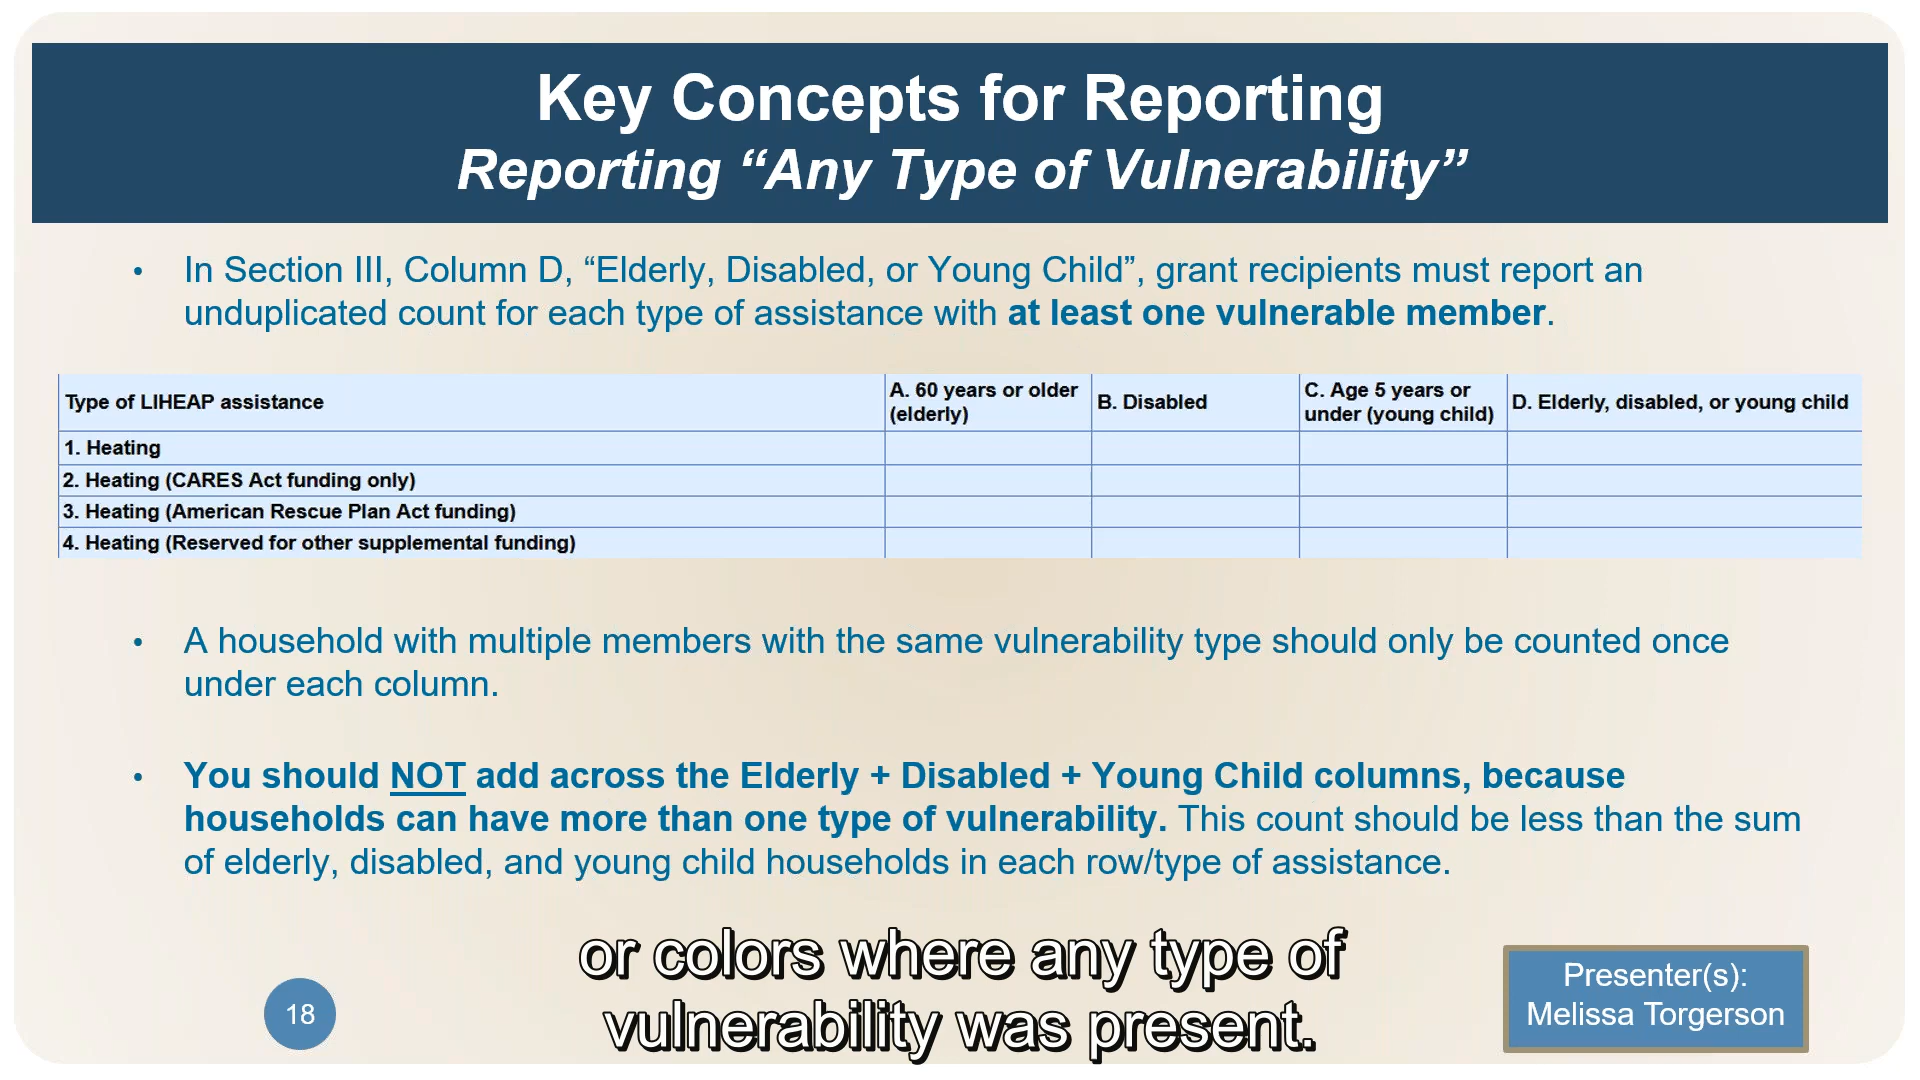 Key Concepts for Reporting
Reporting “Any Type of Vulnerability”
• In Section III, Column D, “Elderly, Disabled, or Young Child”, grant recipients must report an
unduplicated count for each type of assistance with at least one vulnerable member.
Type of LIHEAP assistance
A. 60 years or older
(elderly)
B. Disabled
C. Age 5 years or
under (young child)
D. Elderly, disabled, or young child
1. Heating
2. Heating (CARES Act funding only)
3. Heating (American Rescue Plan Act funding)
4. Heating (Reserved for other supplemental funding)
• A household with multiple members with the same vulnerability type should only be counted once
under each column.
• You should NOT add across the Elderly + Disabled + Young Child columns, because
households can have more than one type of vulnerability. This count should be less than the sum
of elderly, disabled, and young child households in each row/type of assistance.
or colors where any type of
vulnerability was present.
18
Presenter(s):
Melissa Torgerson